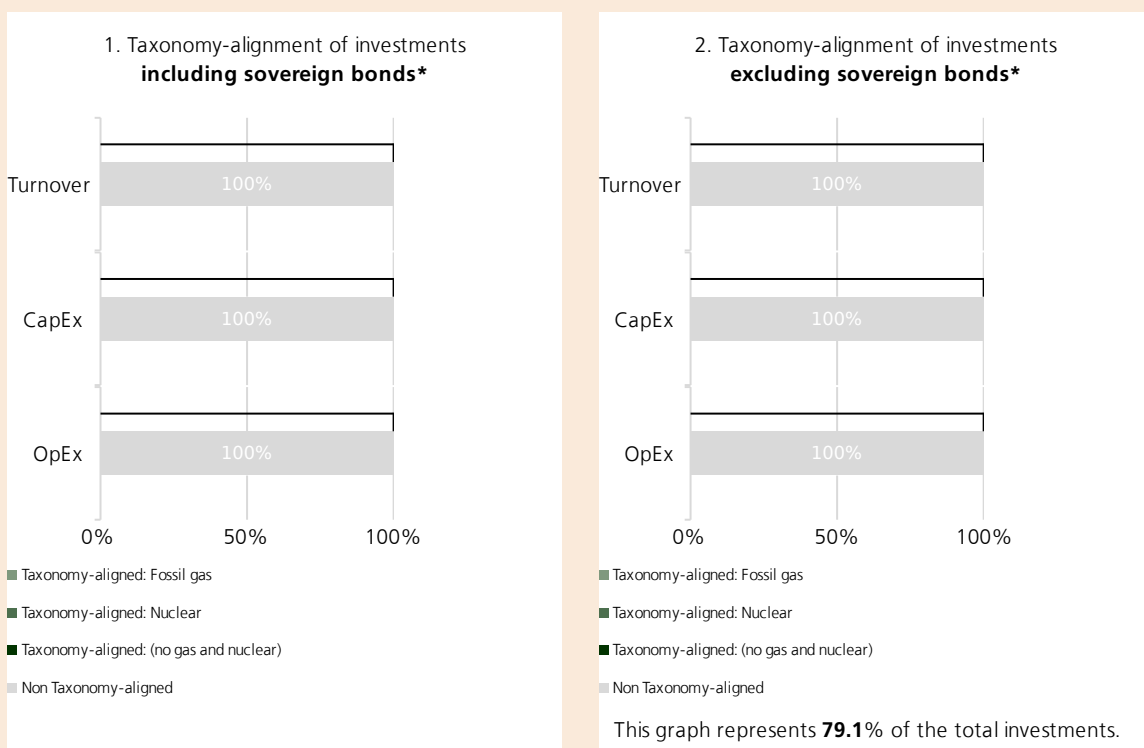 1. Taxonomy-alignment of investments
including sovereign bonds*
Turnover
100%
CapEx
100%
OpEx
100%
0% 50% 100%
Taxonomy-aligned: Fossil gas
Taxonomy-aligned: Nuclear
Taxonomy-aligned: (no gas and nuclear)
Non Taxonomy-aligned
2. Taxonomy-alignment of investments
excluding sovereign bonds*
Turnover
100%
CapEx
100%
OpEx
100%
0% 50% 100%
Taxonomy-aligned: Fossil gas
Taxonomy-aligned: Nuclear
Taxonomy-aligned: (no gas and nuclear)
Non Taxonomy-aligned
This graph represents 79.1% of the total investments.